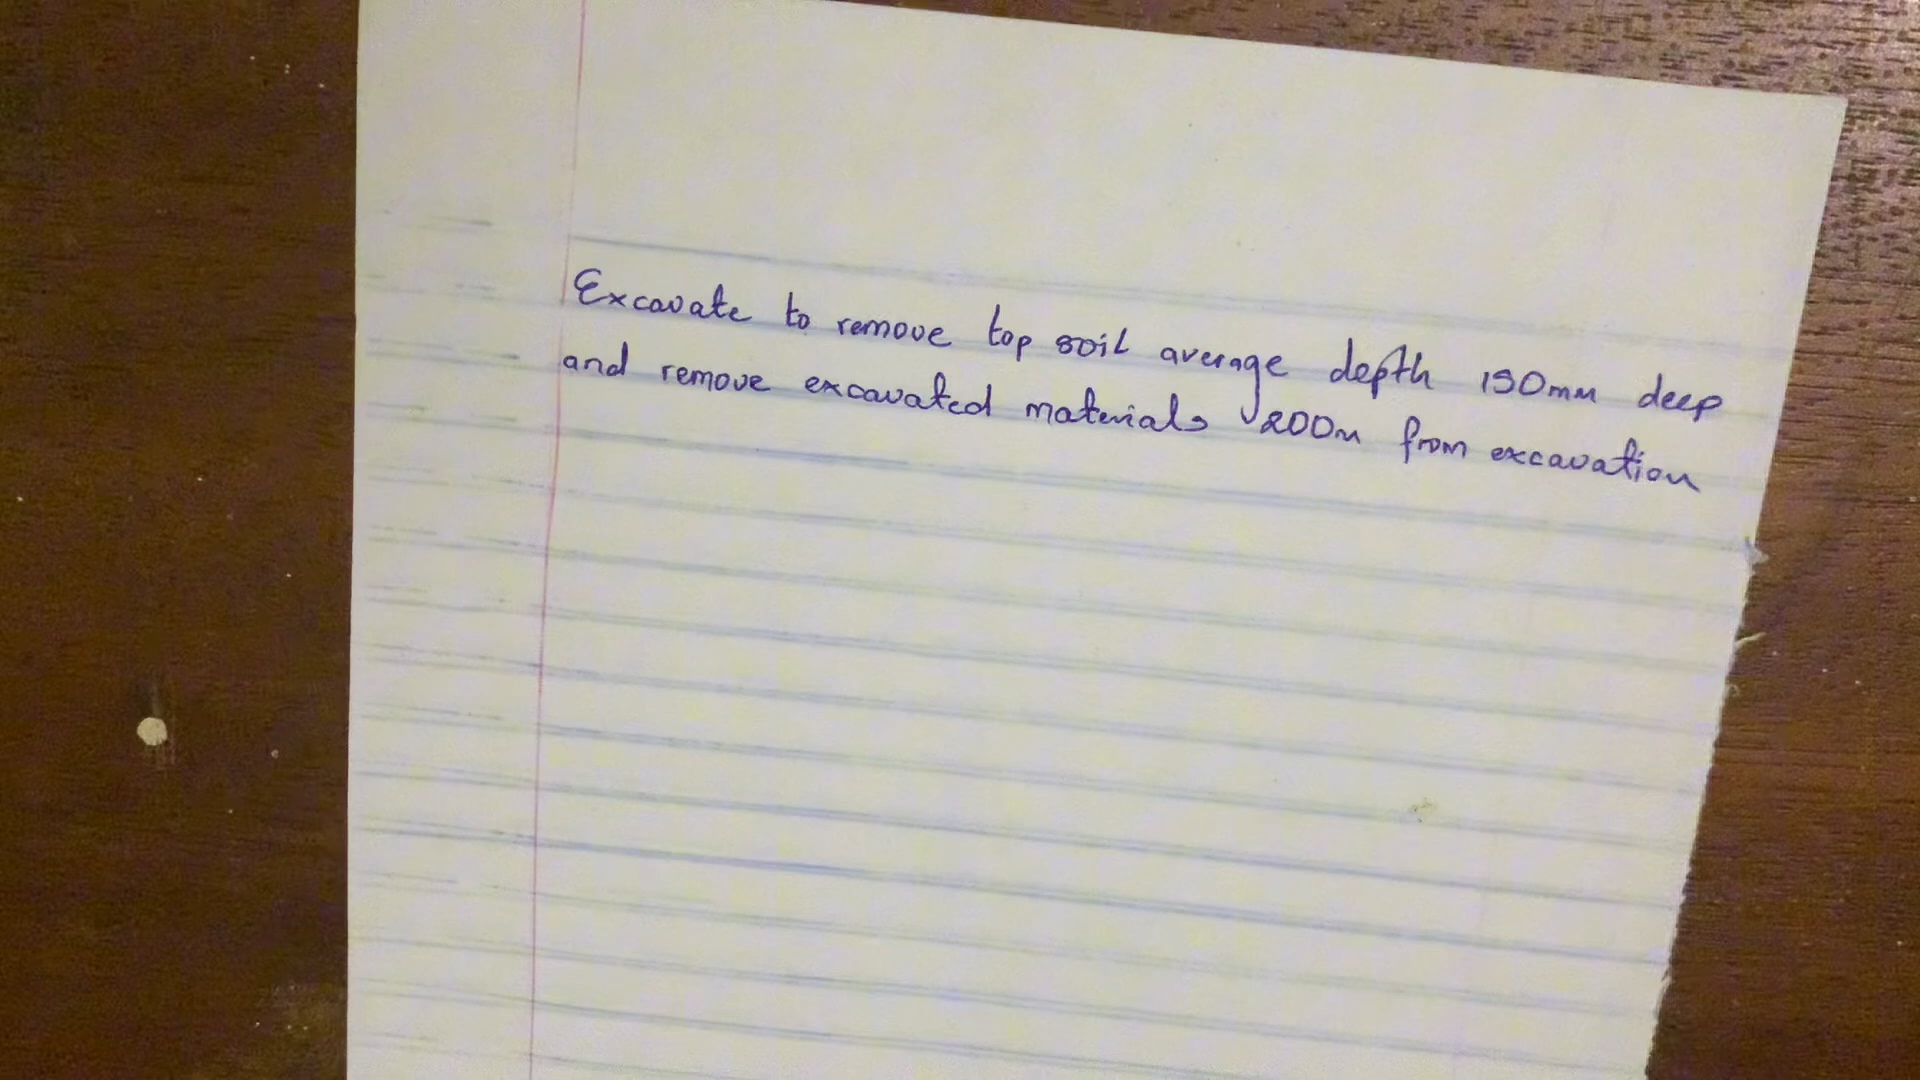 Excavate to remove top soil average depth 150mm deep
and remove excavated materials 200m from excavation